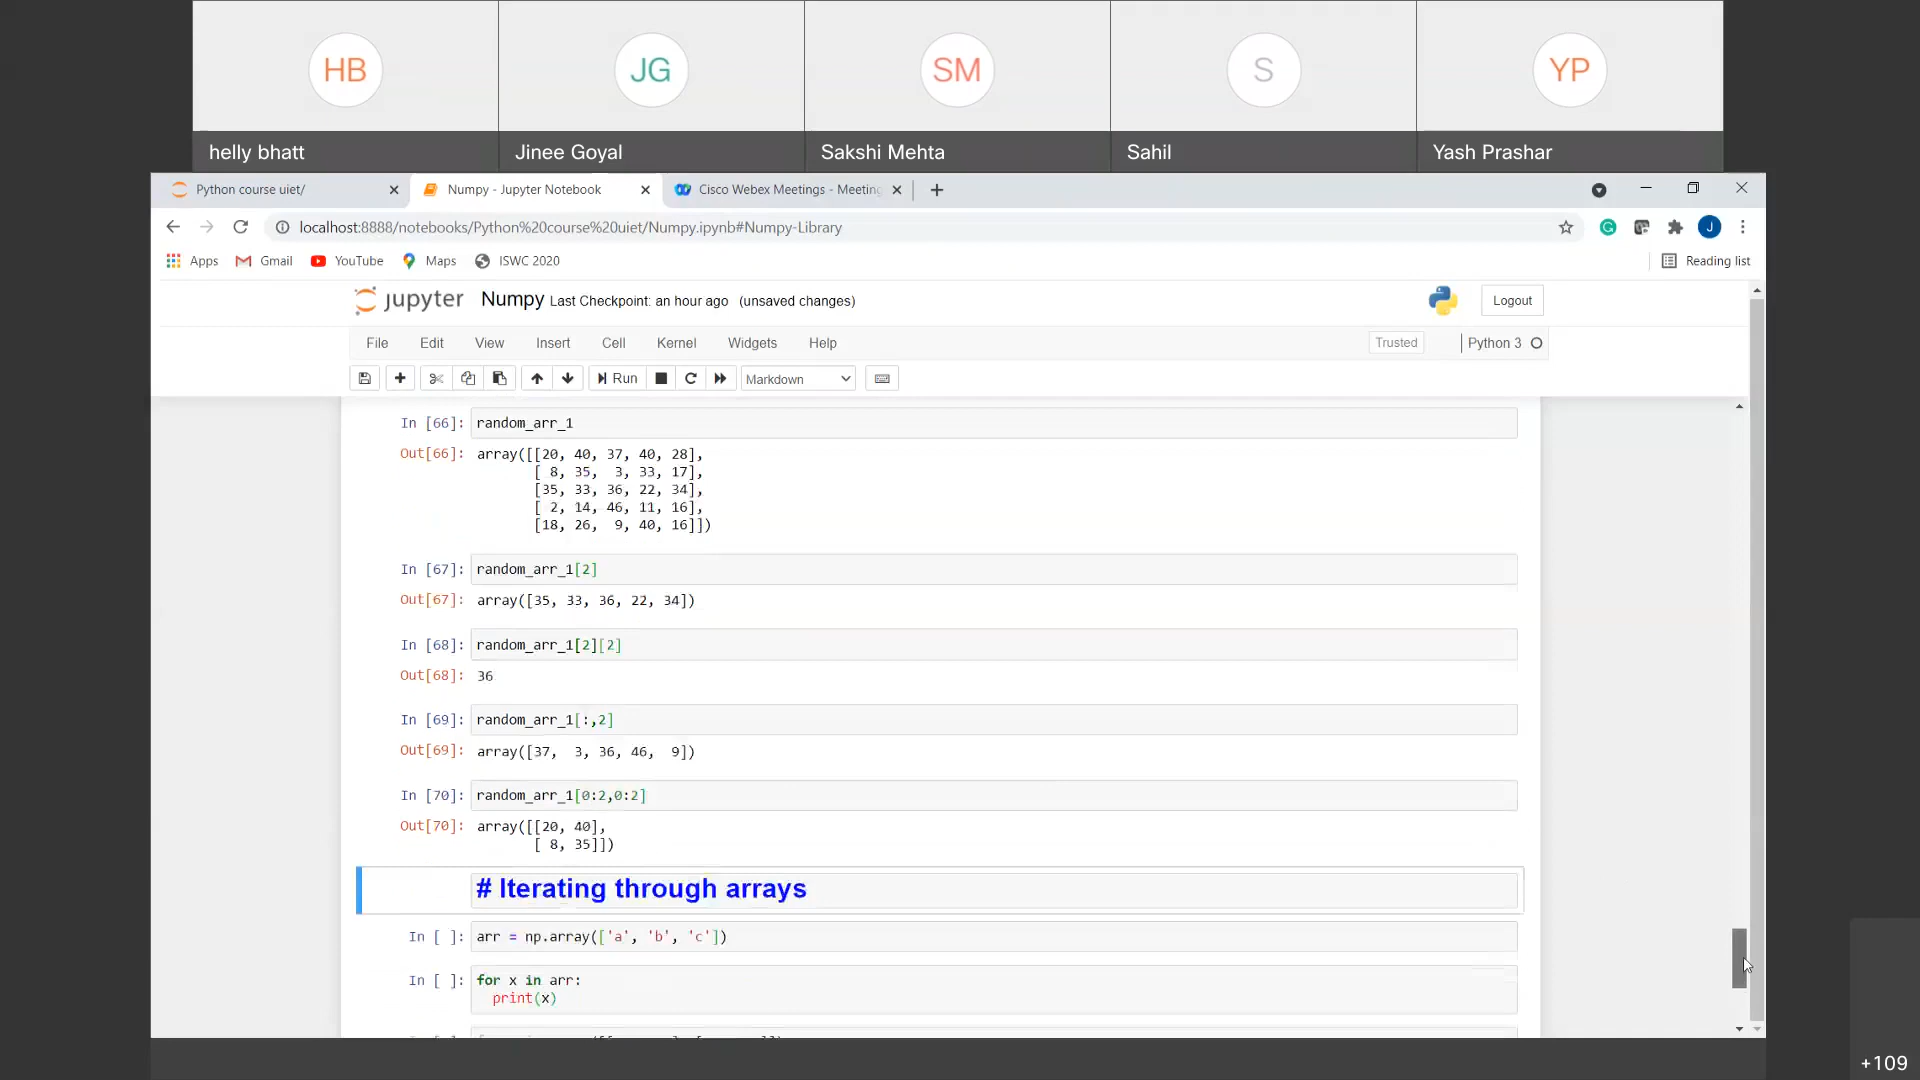 HB
JG
SM
S
YP
helly bhatt
Jinee Goyal
Sakshi Mehta
Sahil
Yash Prashar
Python course uiet/
Numpy - Jupyter Notebook
Cisco Webex Meetings - Meeting
localhost:8888/notebooks/Python%20course%20uiet/Numpy.ipynb#Numpy-Library
J
Apps
Gmail
YouTube
Maps
ISWC 2020
Reading list
jupyter
Numpy Last Checkpoint: an hour ago (unsaved changes)
Logout
File
Edit
View
Insert
Cell
Kernel
Widgets
Help
Trusted
Python 3
Run
Markdown
In [66]: random_arr_1
Out[66]: array([[20, 40, 37, 40, 28],
[ 8, 35,  3, 33, 17],
[35, 33, 36, 22, 34],
[ 2, 14, 46, 11, 16],
[18, 26,  9, 40, 16]])
In [67]: random_arr_1[2]
Out[67]: array([35, 33, 36, 22, 34])
In [68]: random_arr_1[2][2]
Out[68]: 36
In [69]: random_arr_1[:,2]
Out[69]: array([37,  3, 36, 46,  9])
In [70]: random_arr_1[0:2,0:2]
Out[70]: array([[20, 40],
[ 8, 35]])
# Iterating through arrays
In [ ]: arr = np.array(['a', 'b', 'c'])
In [ ]: for x in arr:
print(x)
+109